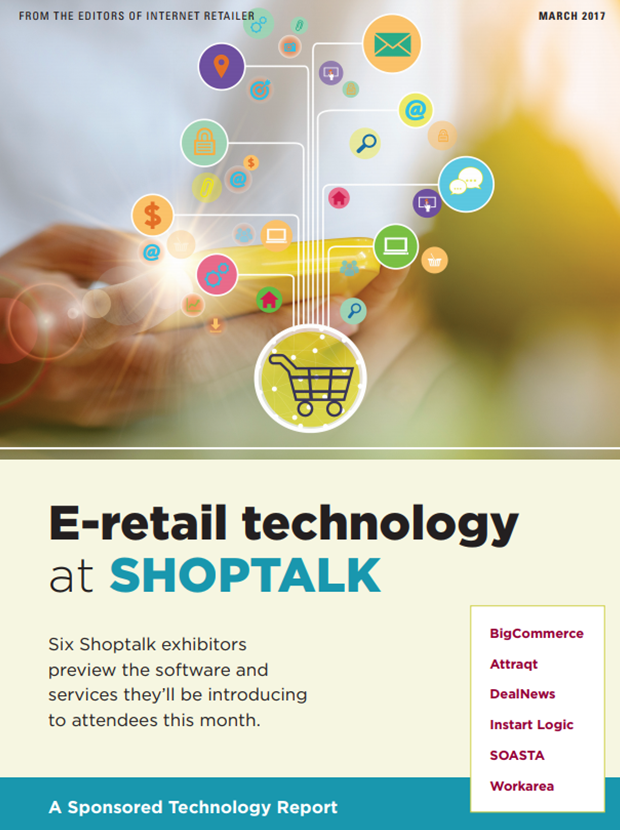 FROM THE EDITORS OF INTERNET RETAILER
MARCH 2017
E-retail technology
at SHOPTALK
Six Shoptalk exhibitors
preview the software and
services they’ll be introducing
to attendees this month.
BigCommerce
Attraqt
DealNews
Instart Logic
SOASTA
Workarea
A Sponsored Technology Report